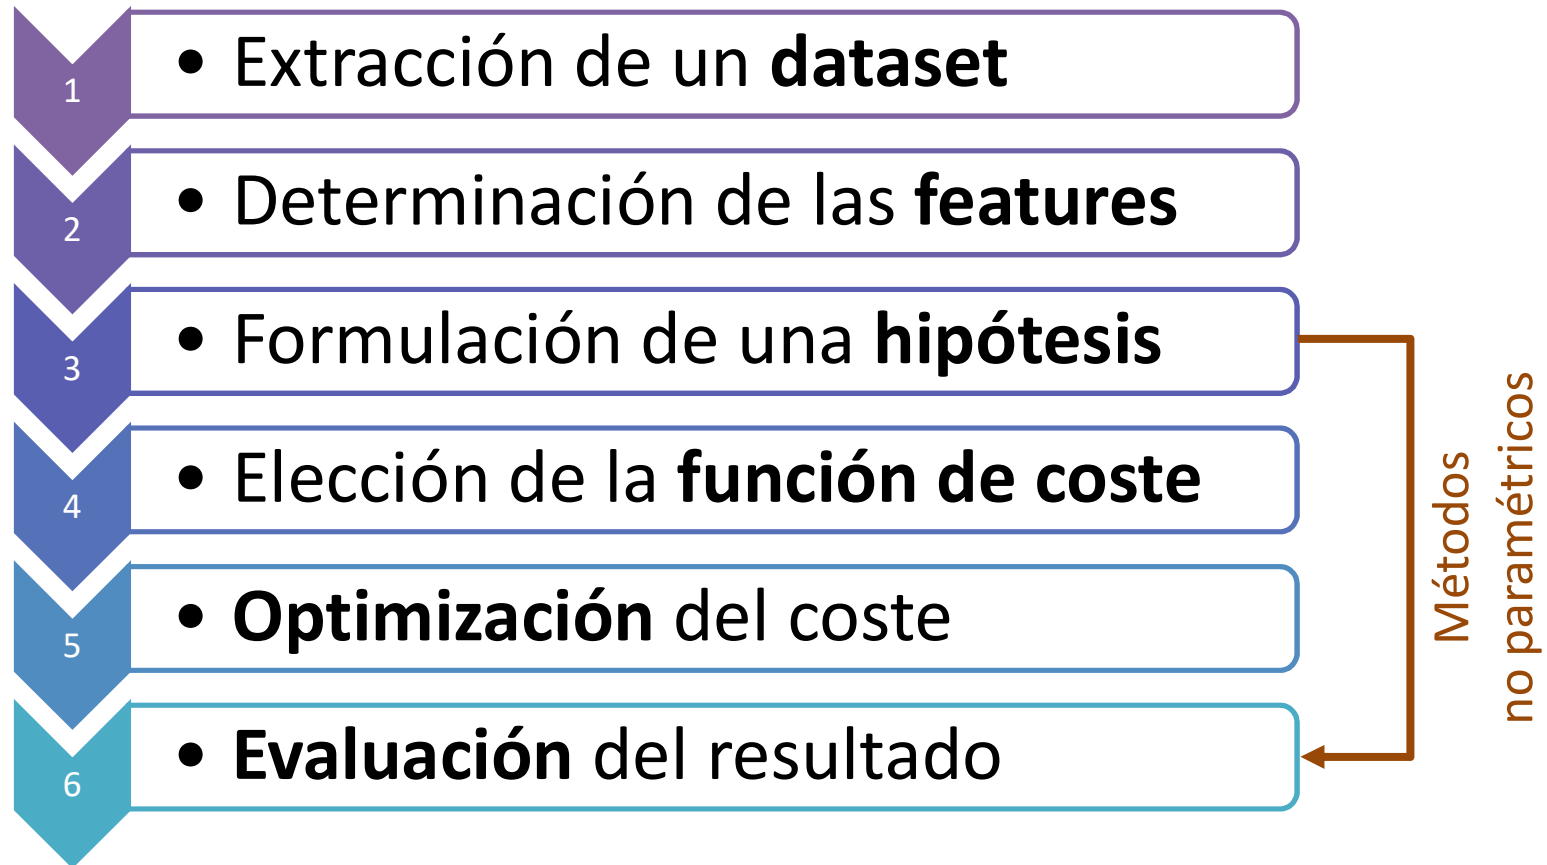 1
• Extracción de un dataset
2
• Determinación de las features
3
• Formulación de una hipótesis
4
• Elección de la función de coste
5
• Optimización del coste
6
• Evaluación del resultado
Métodos
no paramétricos